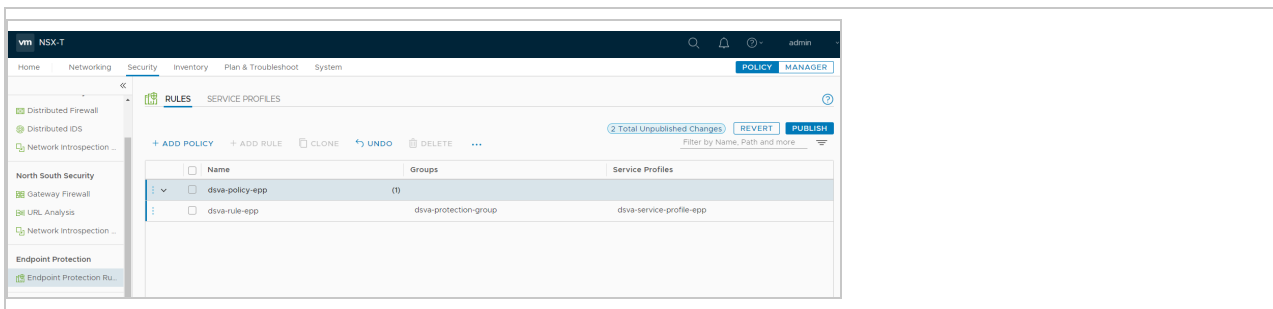 vm NSX-T admin
Home Networking Security Inventory Plan & Troubleshoot System POLICY MANAGER
«
RULES SERVICE PROFILES
Distributed Firewall
Distributed IDS
2 Total Unpublished Changes REVERT PUBLISH
Network Introspection ...
+ ADD POLICY + ADD RULE CLONE UNDO DELETE ...
Filter by Name, Path and more
Name Groups Service Profiles
North South Security
Gateway Firewall
dsva-policy-epp (1)
URL Analysis
dsva-rule-epp dsva-protection-group dsva-service-profile-epp
Network Introspection ...
Endpoint Protection
Endpoint Protection Ru...